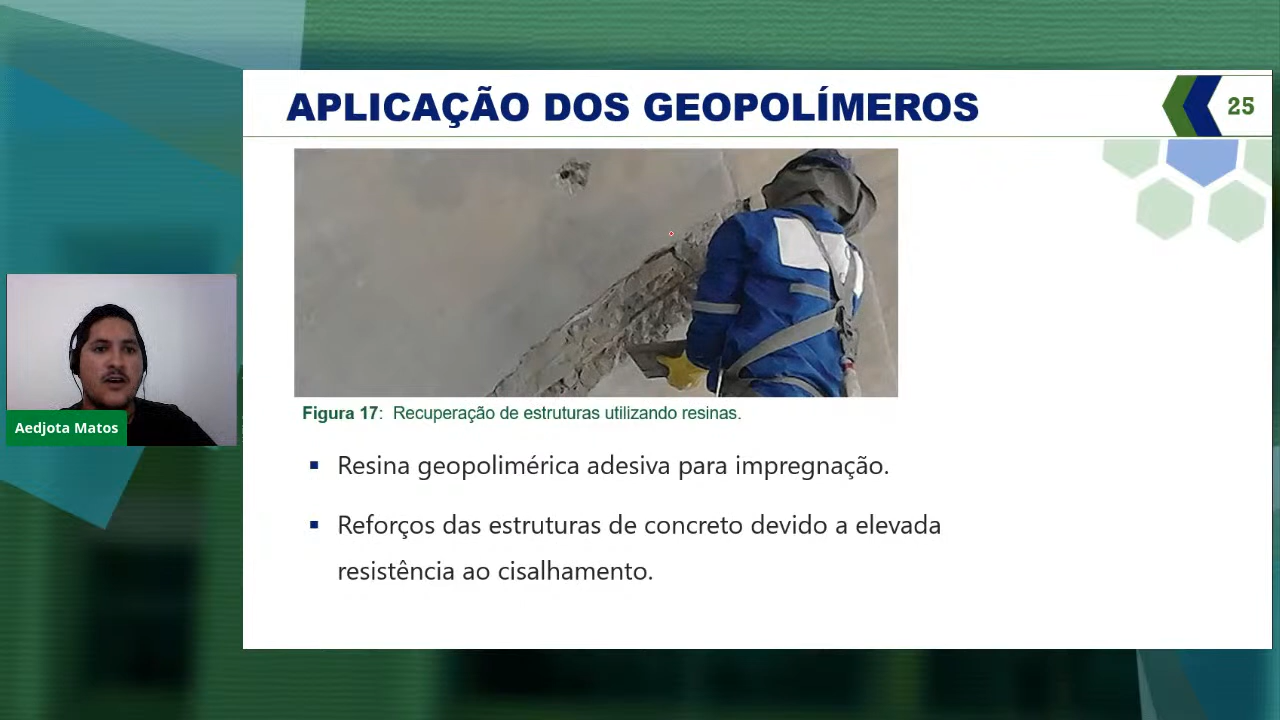 APLICAÇÃO DOS GEOPOLÍMEROS
25
Figura 17: Recuperação de estruturas utilizando resinas.
▪ Resina geopolimérica adesiva para impregnação.
▪ Reforços das estruturas de concreto devido a elevada
resistência ao cisalhamento.
Aedjota Matos